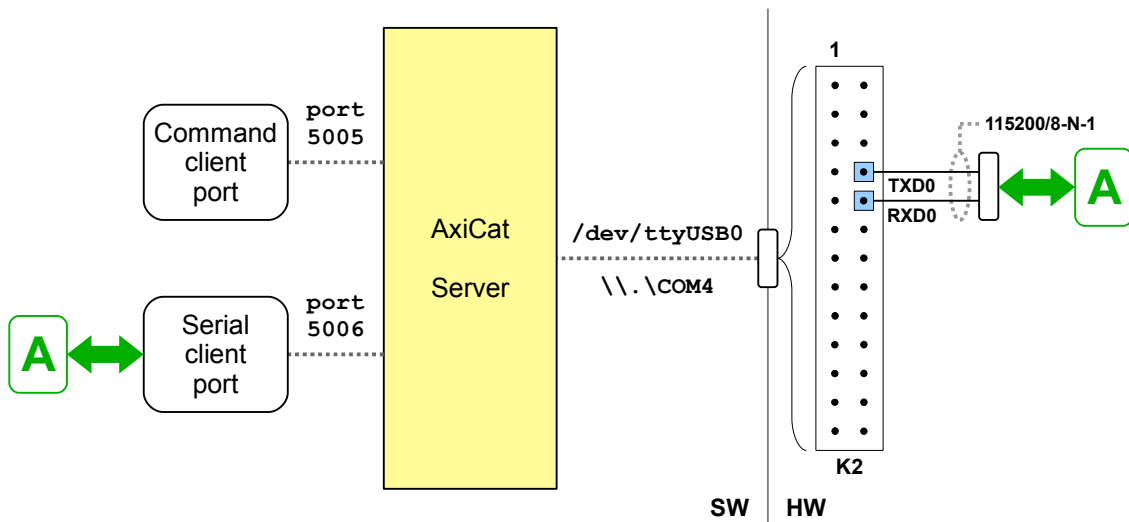 Command
client
port
port
5005
A
Serial
client
port
port
5006
AxiCat
Server
/dev/ttyUSB0
\\.\COM4
SW
HW
1
K2
TXD0
RXD0
115200/8-N-1
A